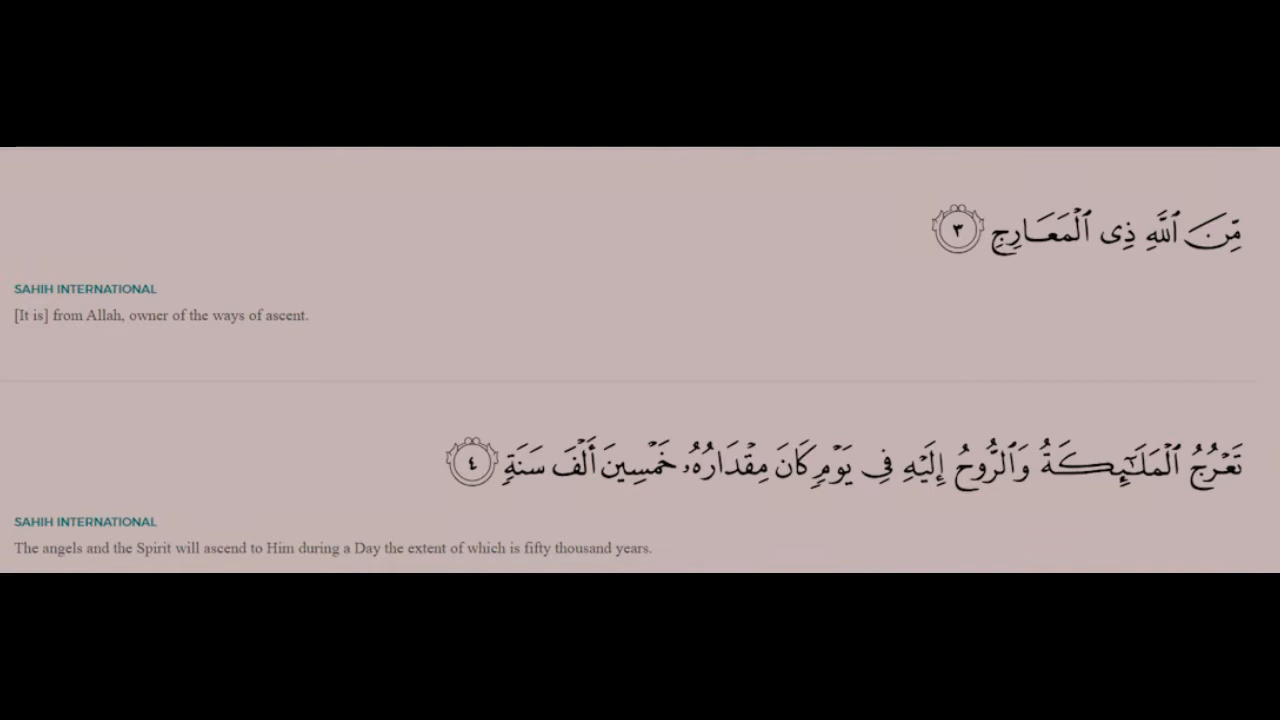 مِّنَ ٱللَّهِ ذِى ٱلْمَعَارِجِ ٣
SAHIH INTERNATIONAL
[It is] from Allah, owner of the ways of ascent.
تَعْرُجُ ٱلْمَلَـٰٓئِكَةُ وَٱلرُّوحُ إِلَيْهِ فِى يَوْمٍ كَانَ مِقْدَارُهُۥ خَمْسِينَ أَلْفَ سَنَةٍ ٤
SAHIH INTERNATIONAL
The angels and the Spirit will ascend to Him during a Day the extent of which is fifty thousand years.